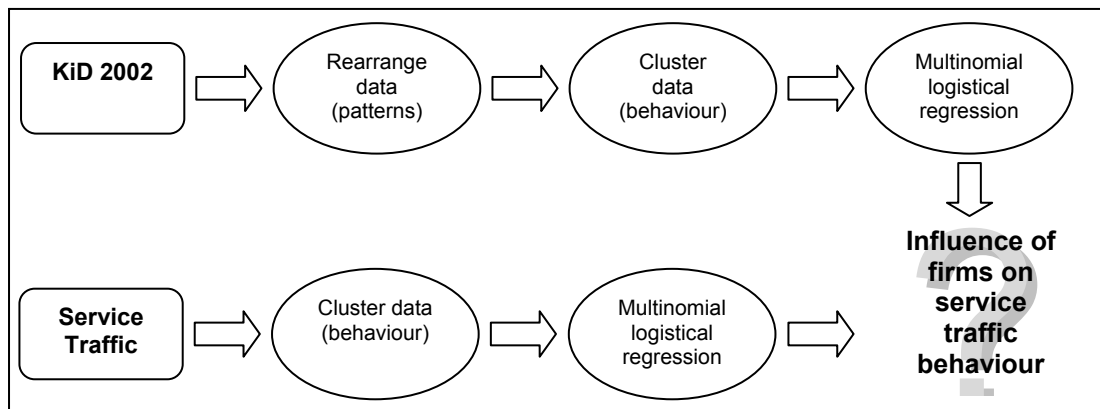 KiD 2002
Rearrange
data
(patterns)
Cluster
data
(behaviour)
Multinomial
logistical
regression
Service
Traffic
Cluster data
(behaviour)
Multinomial
logistical
regression
?
Influence of
firms on
service
traffic
behaviour